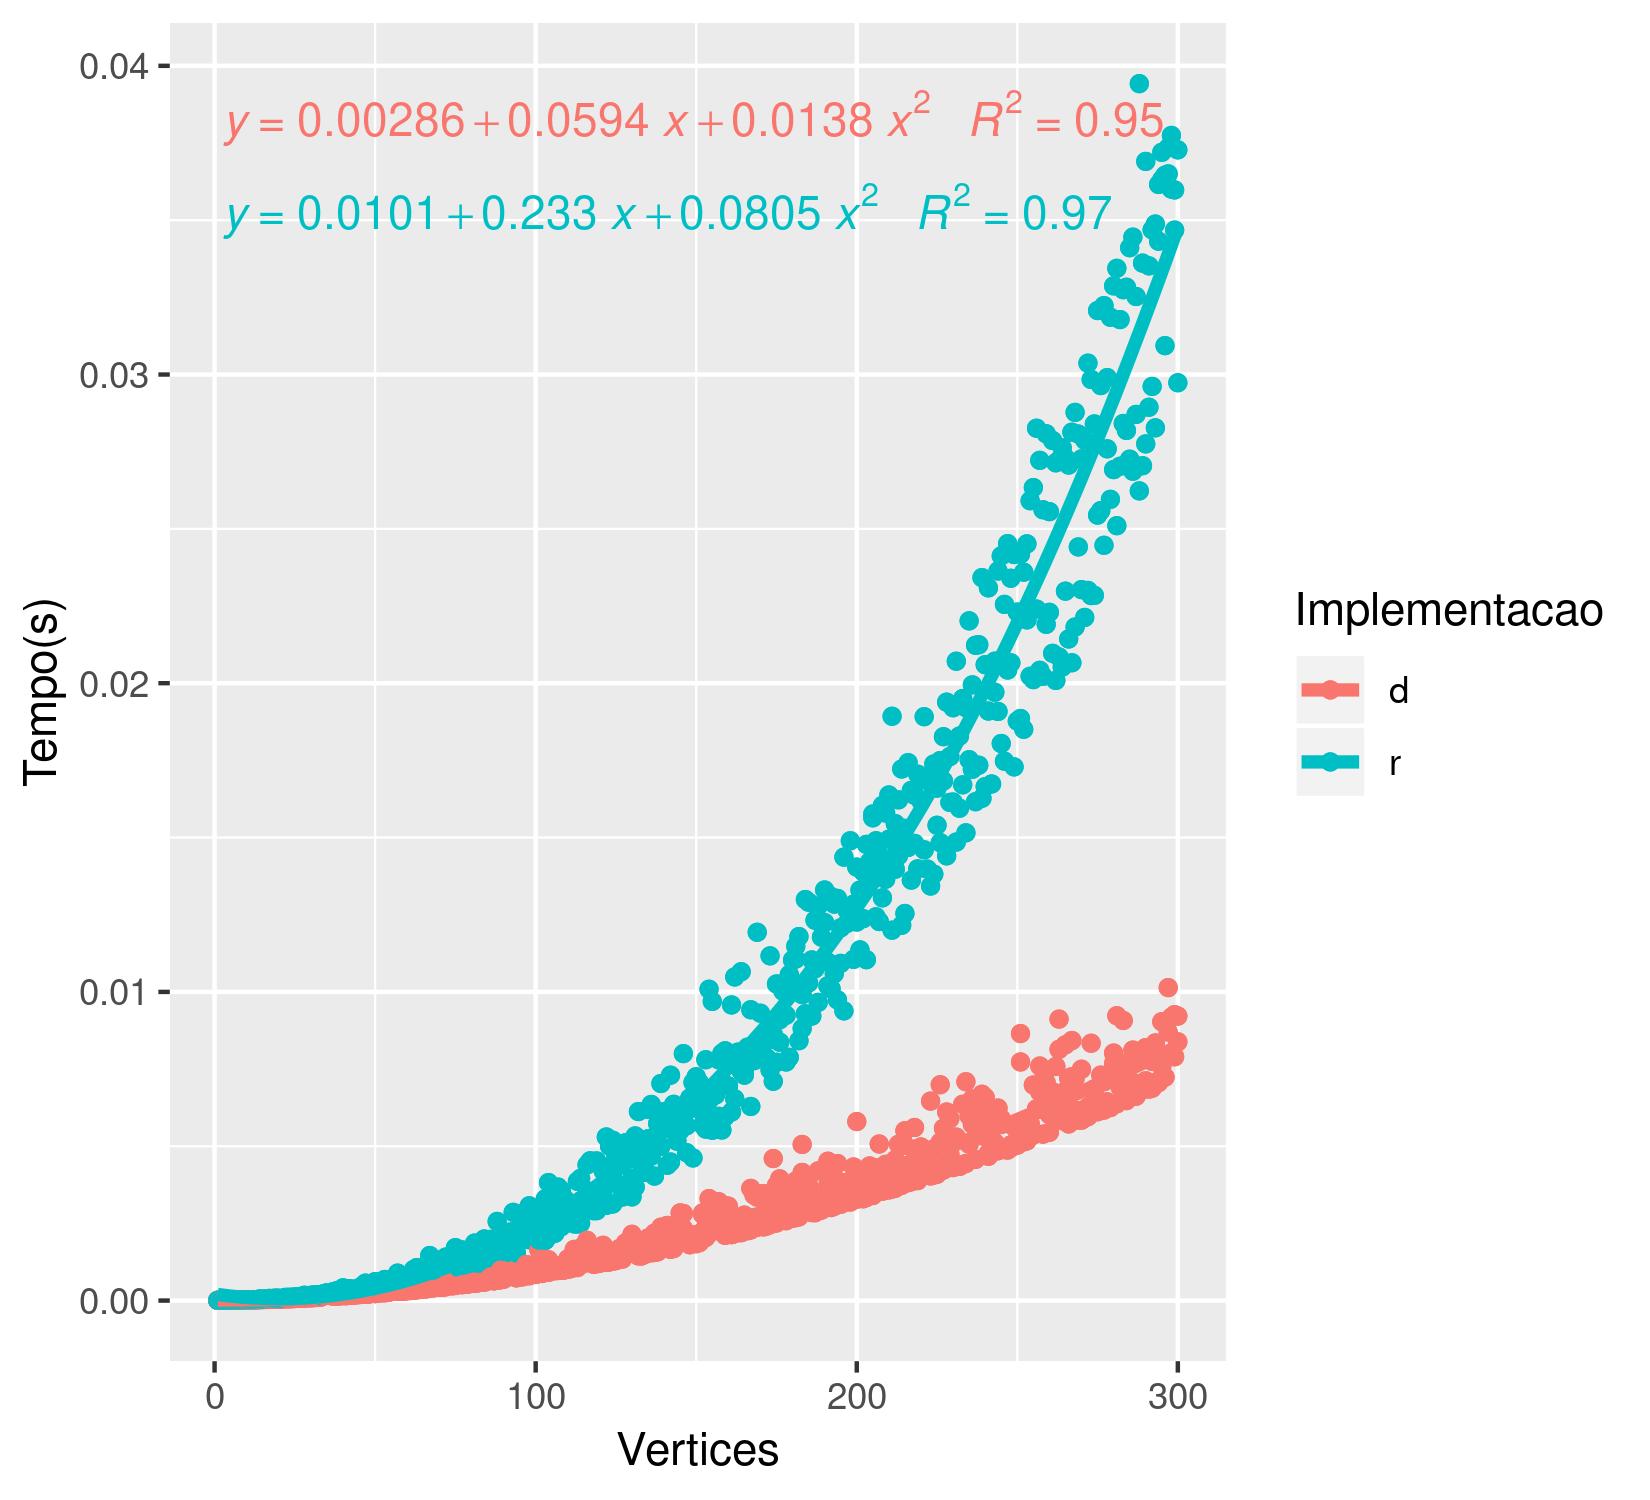 y = 0.00286 + 0.0594 x + 0.0138 x² R² = 0.95
y = 0.0101 + 0.233 x + 0.0805 x² R² = 0.97
0.04
0.03
0.02
0.01
0.00
Tempo(s)
0 100 200 300
Vertices
Implementacao
d
r